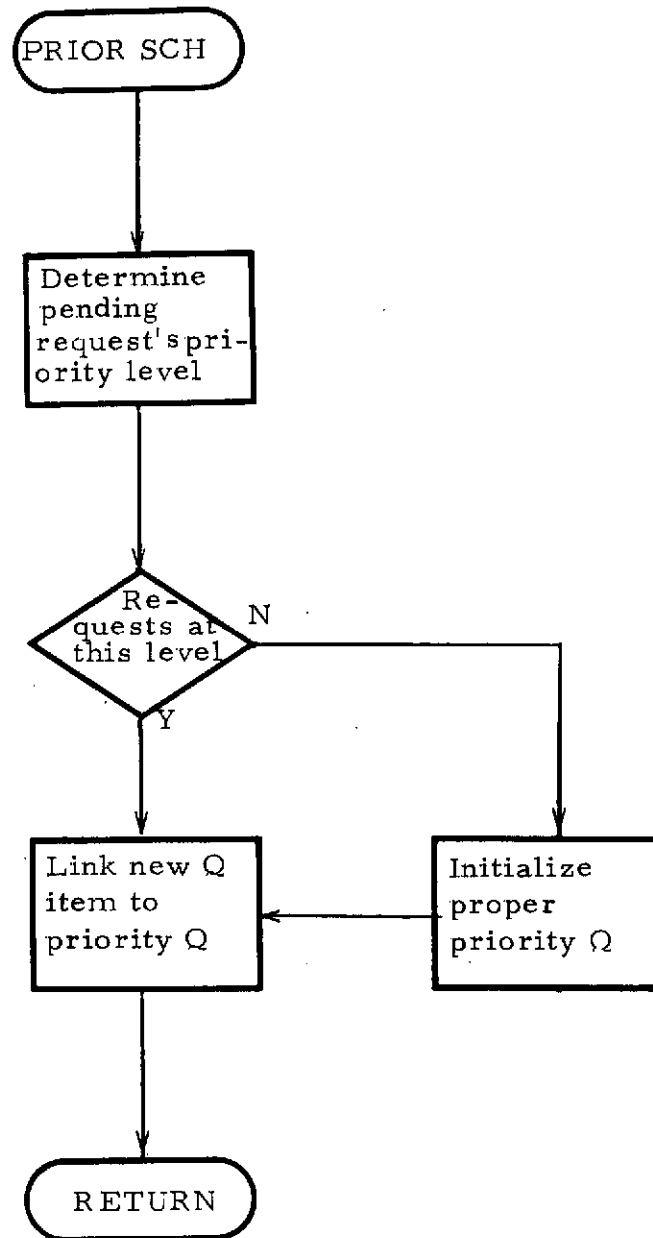 PRIOR SCH
Determine
pending
request's pri-
ority level
Re-
quests at
this level
N
Y
Link new Q
item to
priority Q
Initialize
proper
priority Q
RETURN